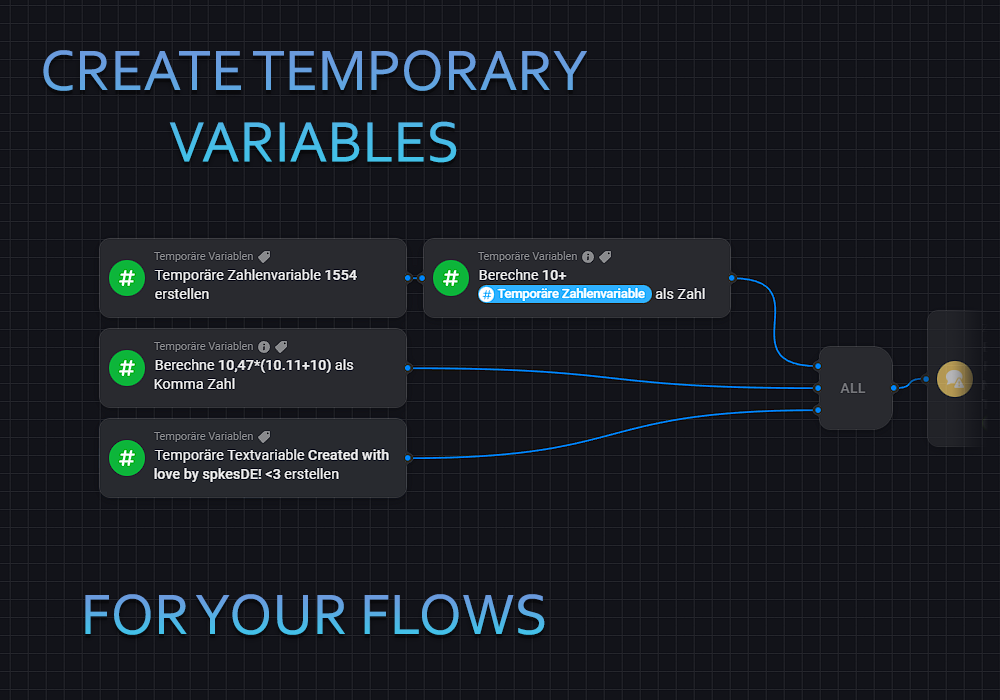 CREATE TEMPORARY
VARIABLES
Temporäre Variablen
Temporäre Zahlenvariable 1554
erstellen
Temporäre Variablen
Berechne 10+
# Temporäre Zahlenvariable als Zahl
Temporäre Variablen
Berechne 10,47*(10.11+10) als
Komma Zahl
Temporäre Variablen
Temporäre Textvariable Created with
love by spkesDE! <3 erstellen
ALL
FOR YOUR FLOWS